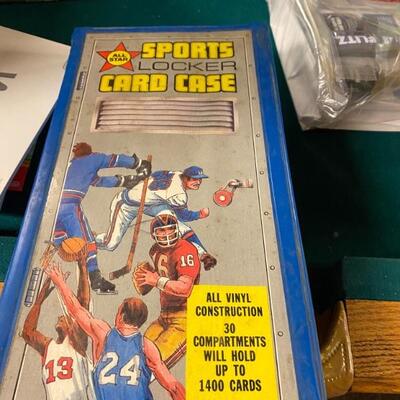 ALL
STAR
SPORTS
LOCKER
CARD CASE
16
13
24
ALL VINYL
CONSTRUCTION
30
COMPARTMENTS
WILL HOLD
UP TO
1400 CARDS